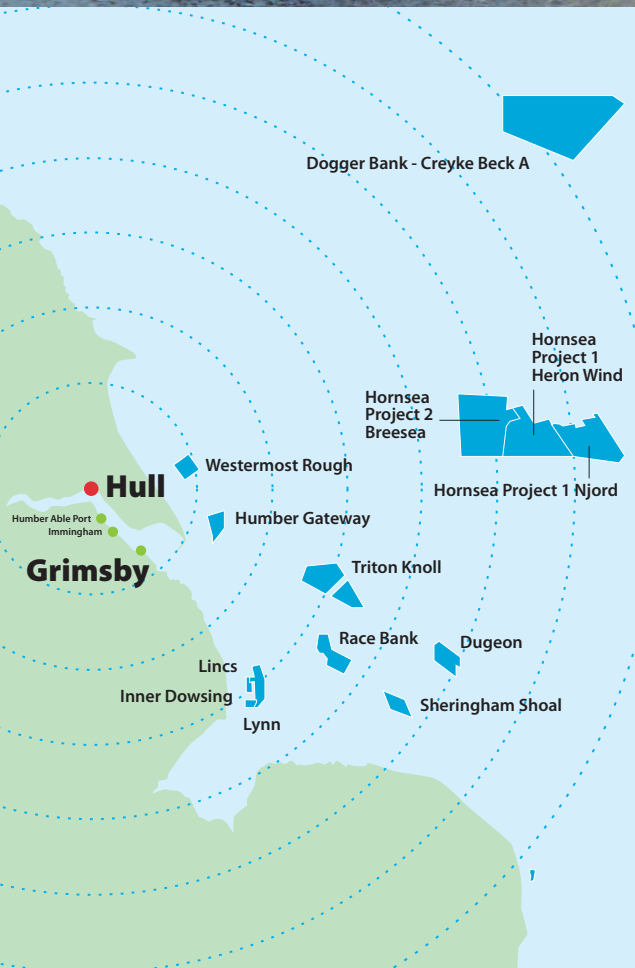 Dogger Bank - Creyke Beck A
Hornsea
Project 1
Heron Wind
Hornsea
Project 2
Breesea
Westermost Rough
Hull
Hornsea Project 1 Njord
Humber Gateway
Humber Able Port
Immingham
Grimsby
Triton Knoll
Race Bank
Dugeon
Lincs
Inner Dowsing
Sheringham Shoal
Lynn